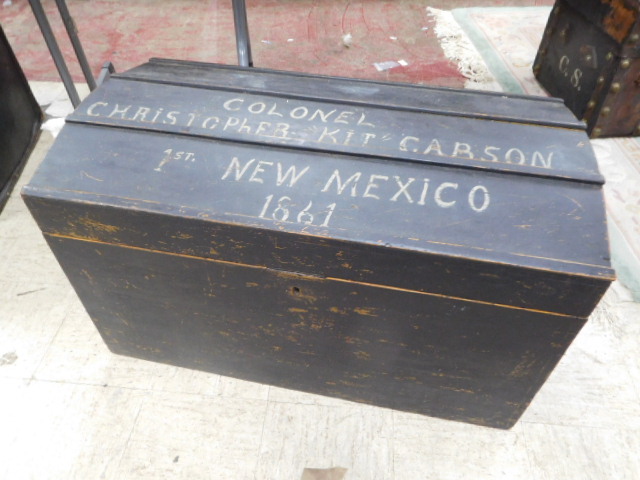 COLONEL
CHRISTOPHER "KIT" CARSON
1ST. NEW MEXICO
1861
C.S.